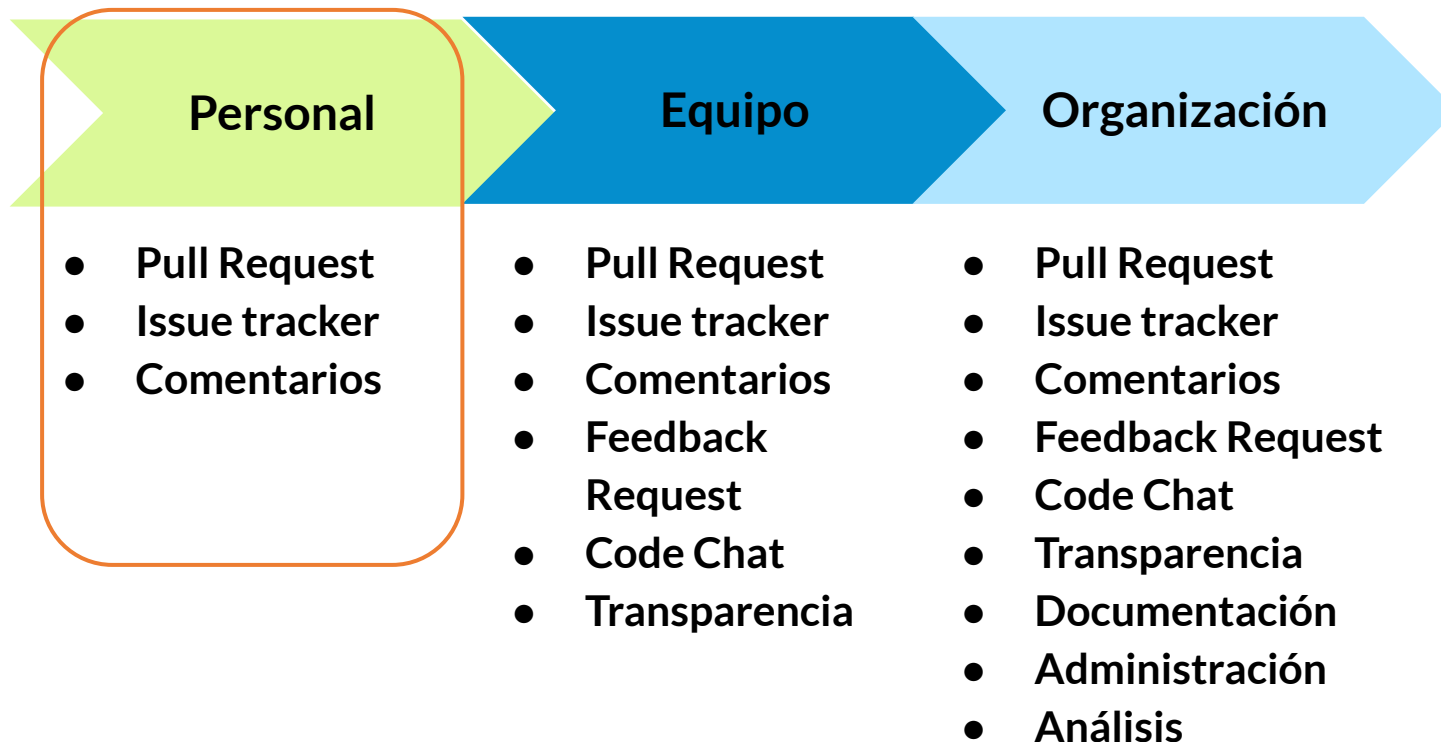 Personal
Equipo
Organización
● Pull Request
● Issue tracker
● Comentarios
● Pull Request
● Issue tracker
● Comentarios
● Feedback
Request
● Code Chat
● Transparencia
● Pull Request
● Issue tracker
● Comentarios
● Feedback Request
● Code Chat
● Transparencia
● Documentación
● Administración
● Análisis